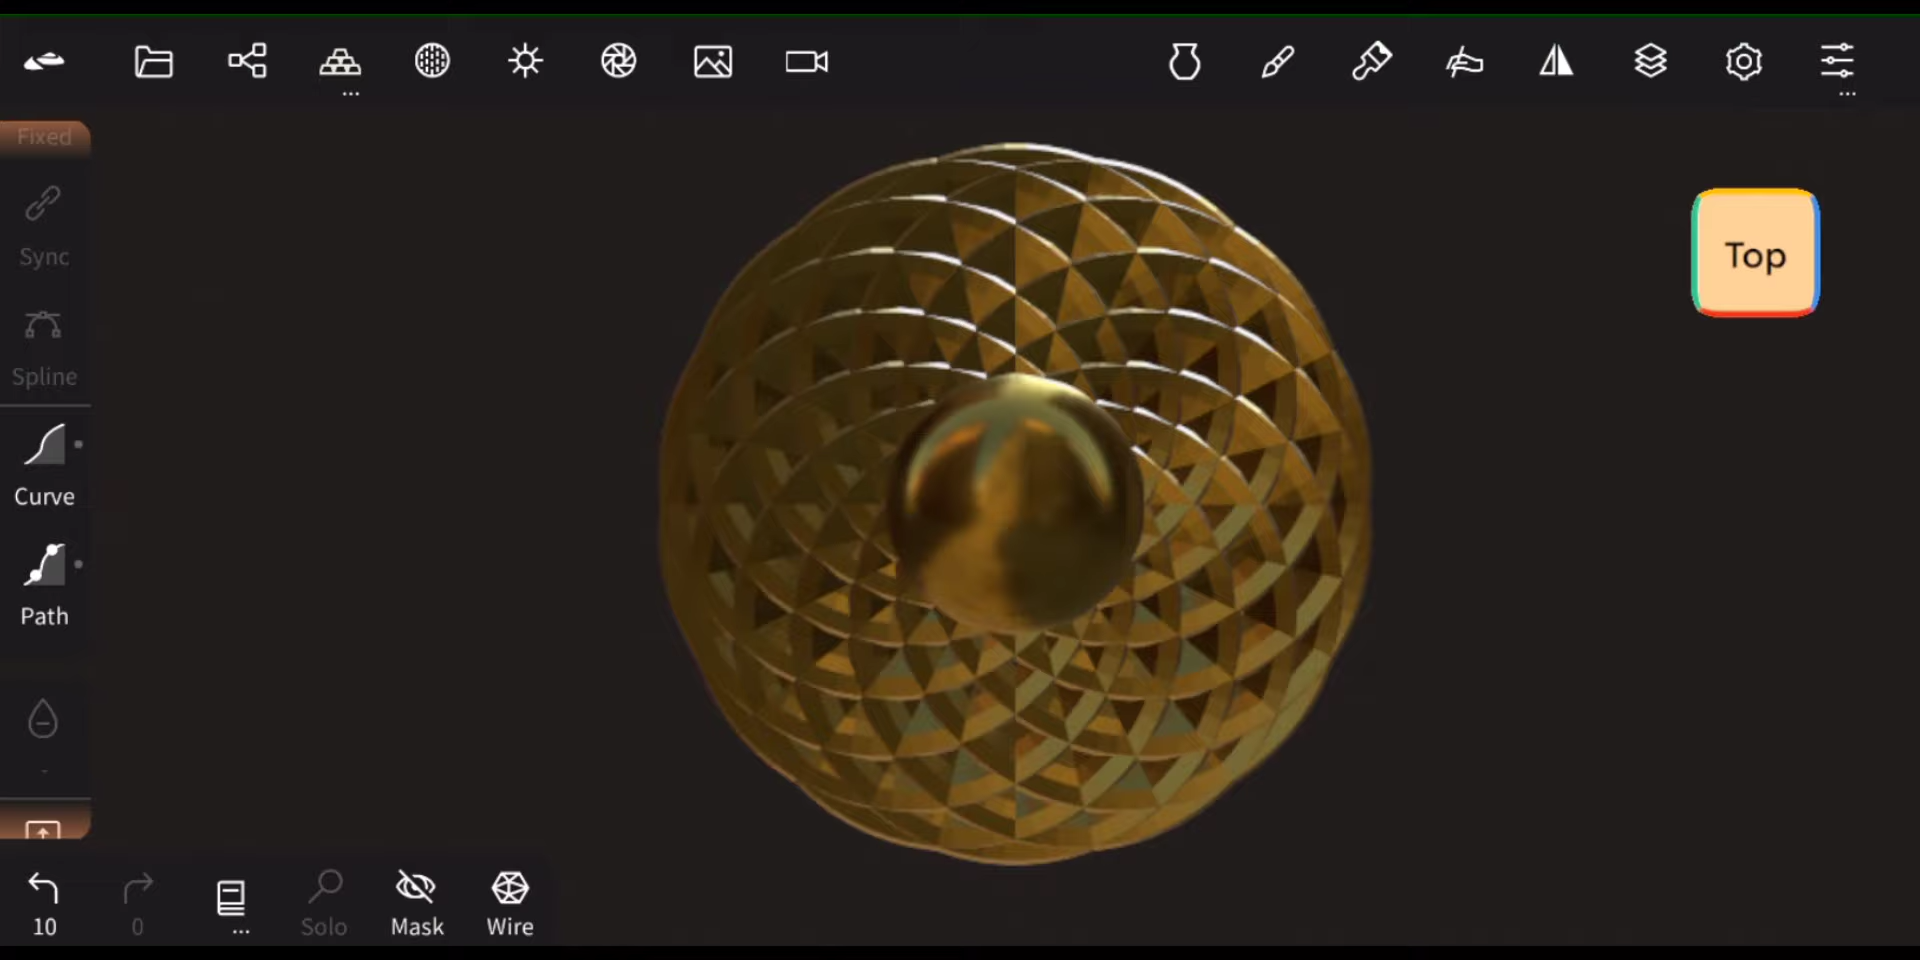 Fixed
Sync
Spline
Curve
Path
Top
10
0
...
Solo
Mask
Wire